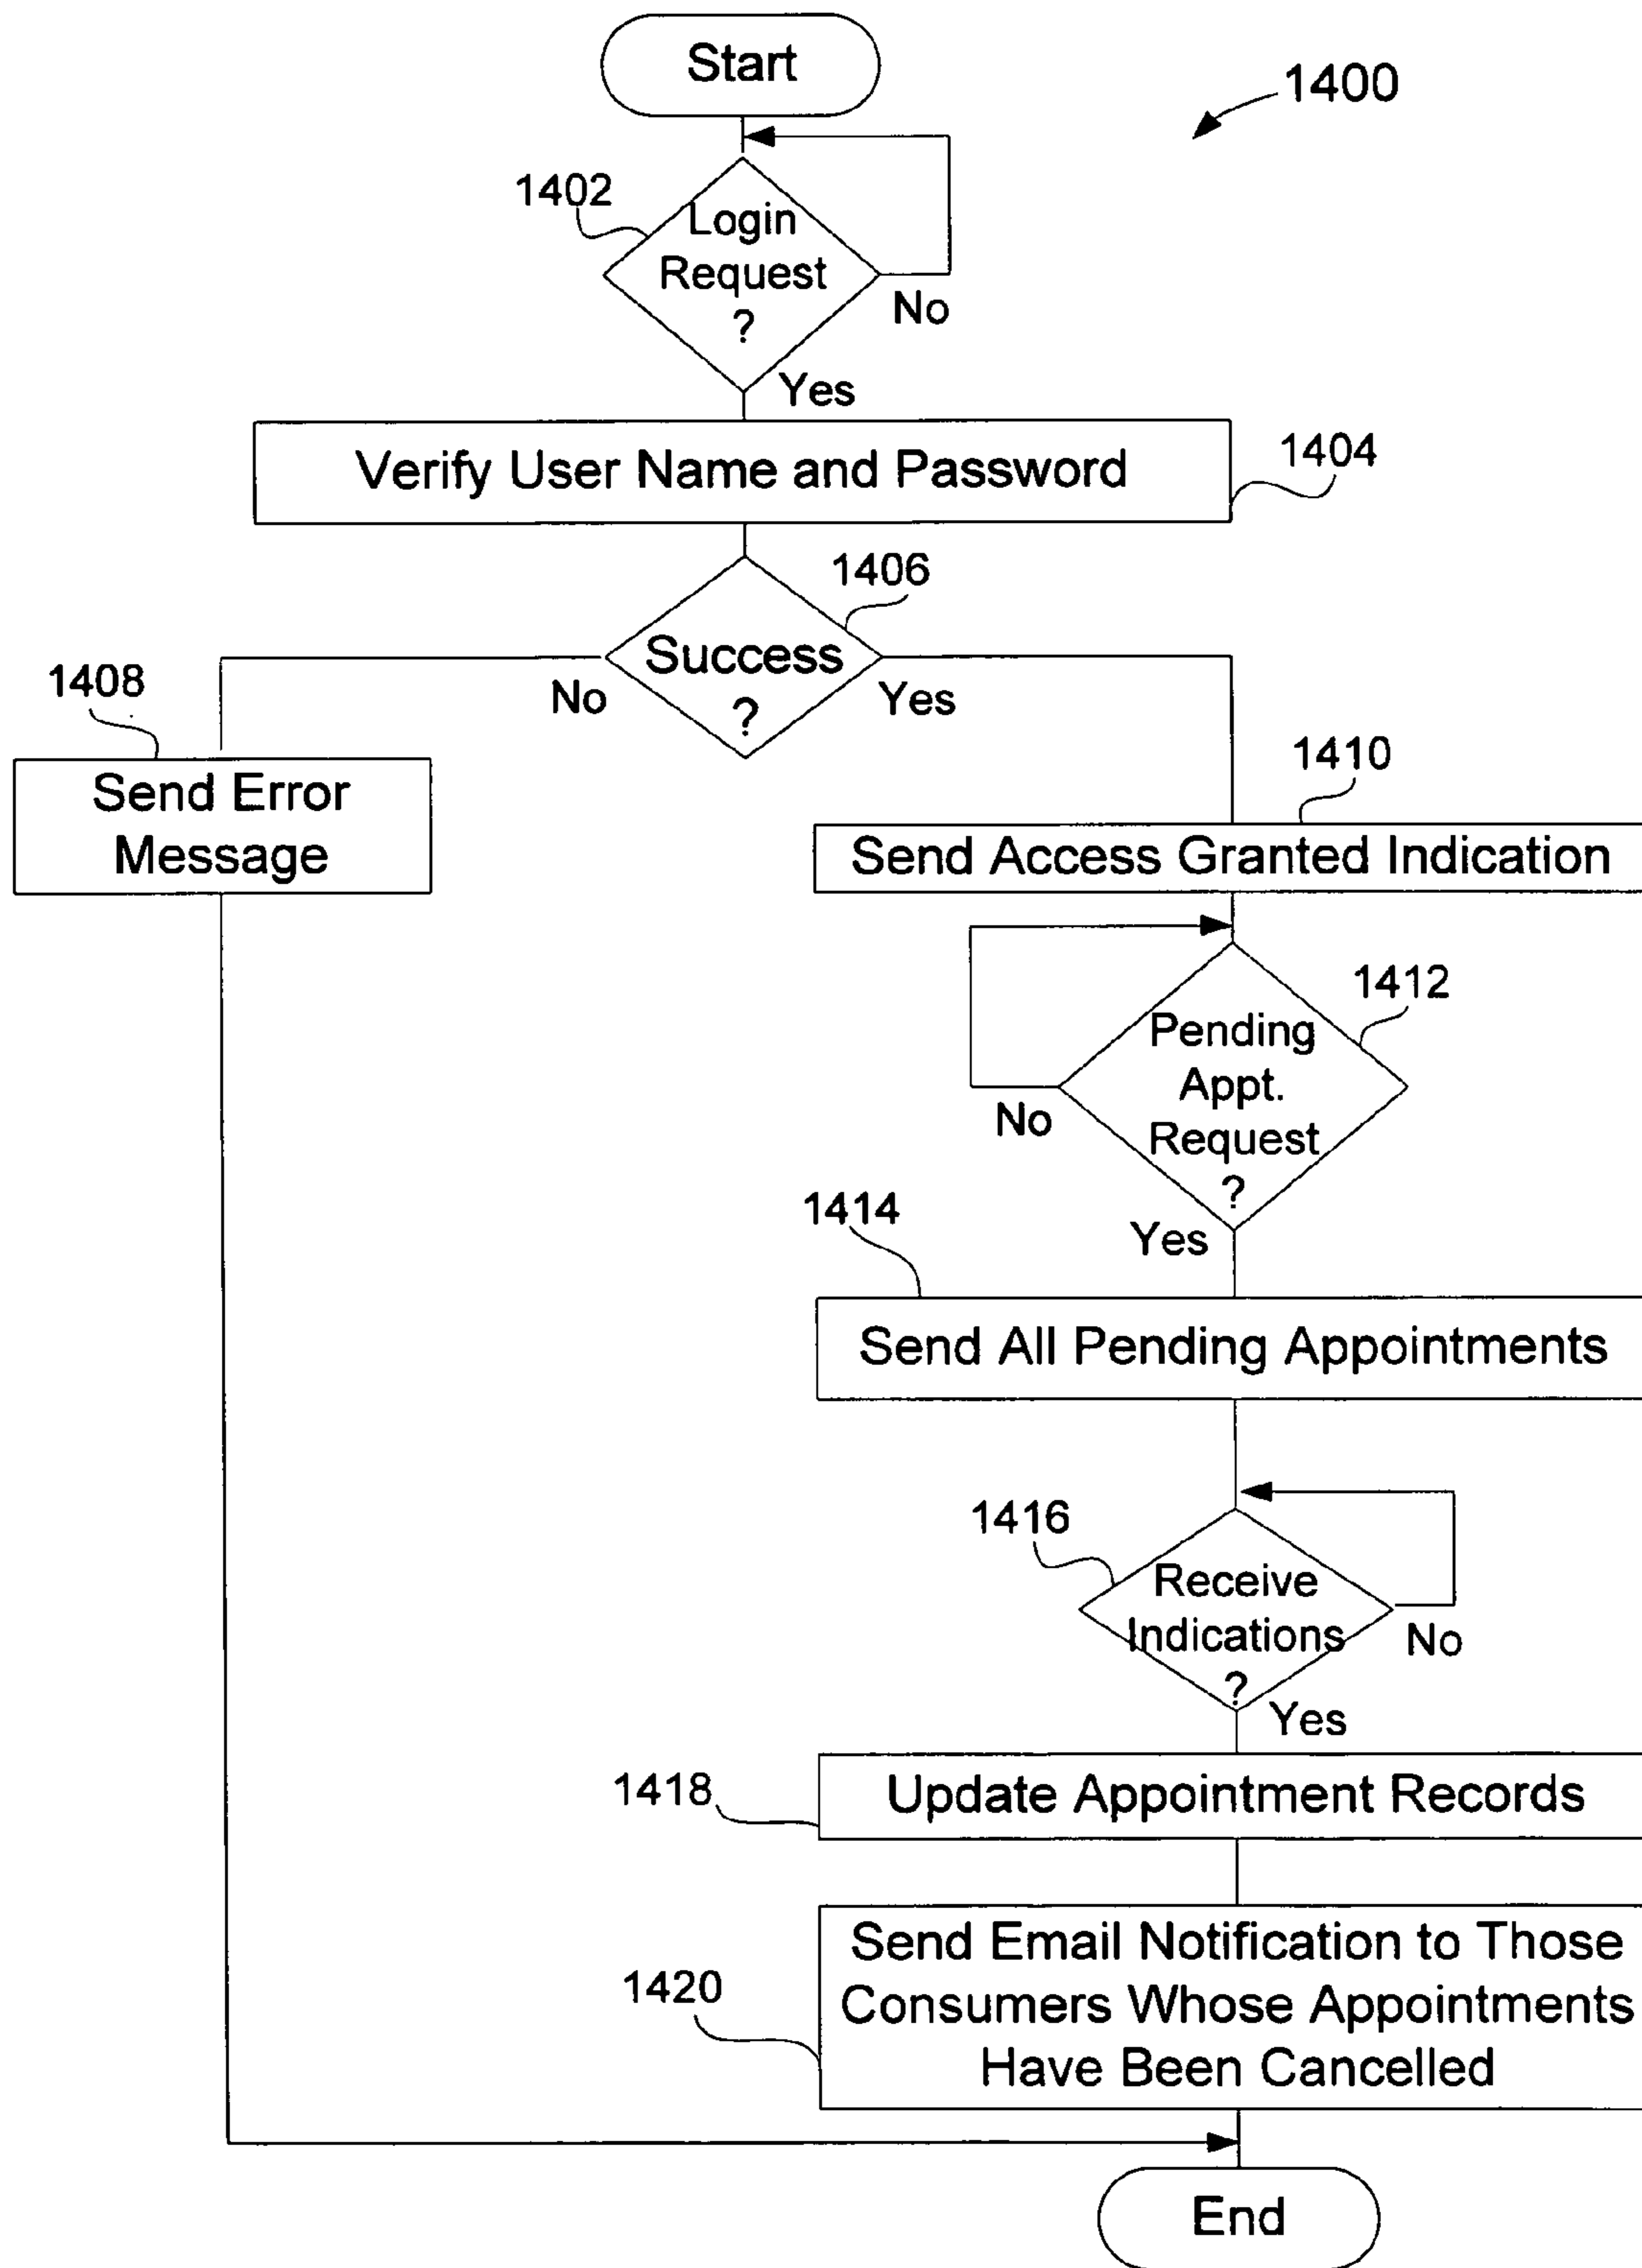 Start
1400
1402
Login
Request
?
No
Yes
Verify User Name and Password
1404
1406
Success
?
No
Yes
1408
Send Error
Message
1410
Send Access Granted Indication
1412
Pending
Appt.
Request
?
No
Yes
1414
Send All Pending Appointments
1416
Receive
Indications
?
No
Yes
1418
Update Appointment Records
1420
Send Email Notification to Those
Consumers Whose Appointments
Have Been Cancelled
End